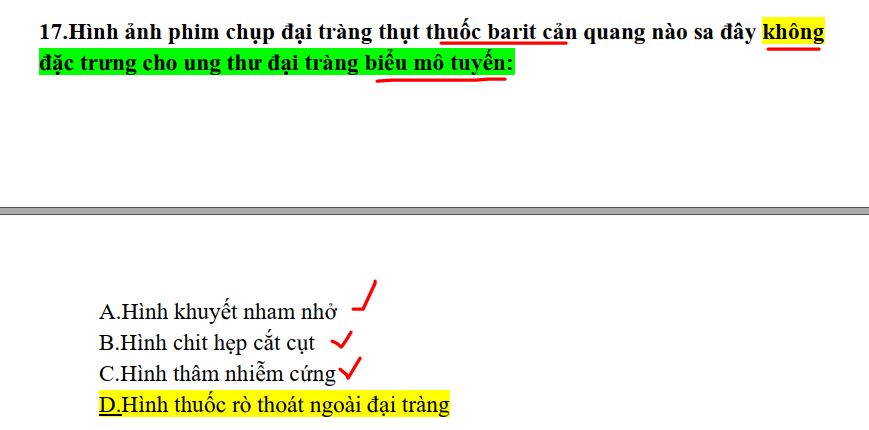 17.Hình ảnh phim chụp đại tràng thụt thuốc barit cản quang nào sa đây không
đặc trưng cho ung thư đại tràng biểu mô tuyến:
A.Hình khuyết nham nhở
B.Hình chit hẹp cắt cụt
C.Hình thâm nhiễm cứng
D.Hình thuốc rò thoát ngoài đại tràng